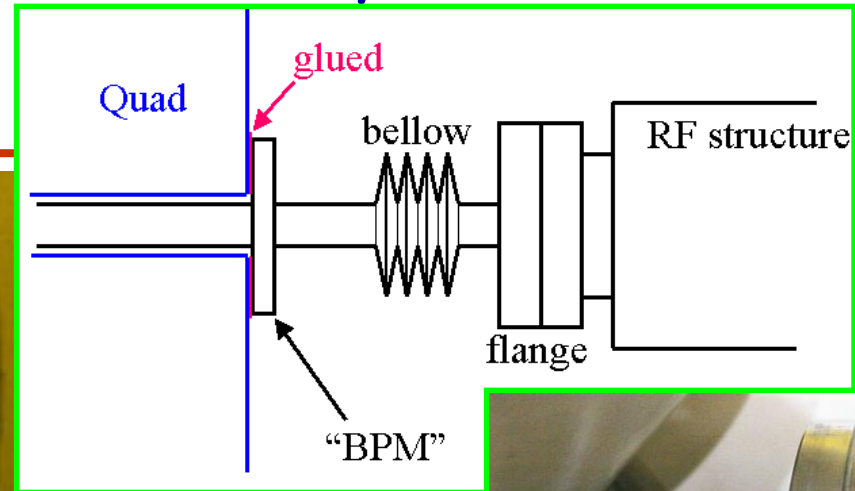 glued
Quad
bellow
RF structure
flange
“BPM”